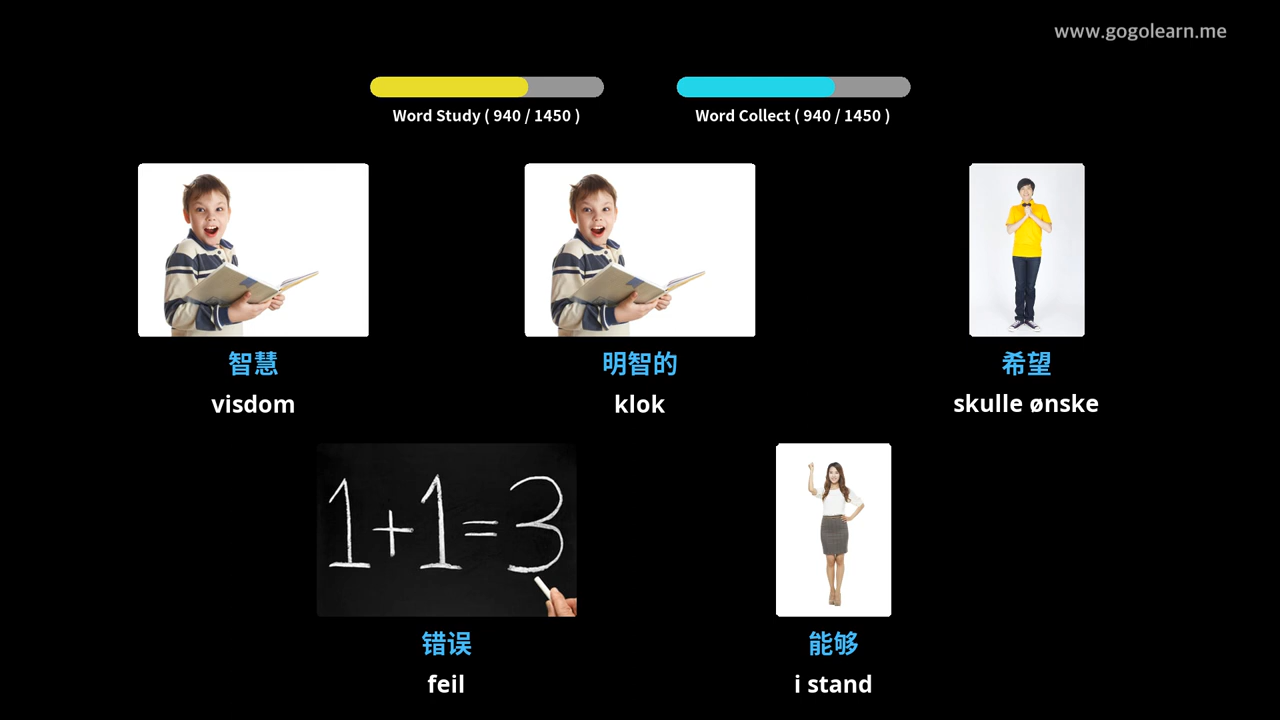 www.gogolearn.me
Word Study ( 940 / 1450 )
Word Collect ( 940 / 1450 )
智慧
visdom
明智的
klok
希望
skulle ønske
1+1=3
错误
feil
能够
i stand